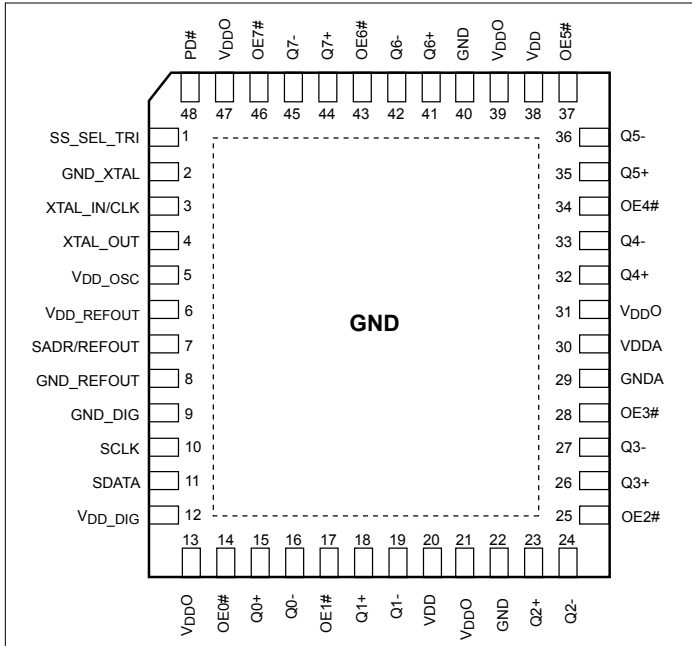 PD#
VDDO
OE7#
Q7-
Q7+
OE6#
Q6-
Q6+
GND
VDDO
VDD
OE5#
48 47 46 45 44 43 42 41 40 39 38 37
SS_SEL_TRI 1
GND_XTAL 2
XTAL_IN/CLK 3
XTAL_OUT 4
VDD_OSC 5
VDD_REFOUT 6
SADR/REFOUT 7
GND_REFOUT 8
GND_DIG 9
SCLK 10
SDATA 11
VDD_DIG 12
GND
36 Q5-
35 Q5+
34 OE4#
33 Q4-
32 Q4+
31 VDDO
30 VDDA
29 GNDA
28 OE3#
27 Q3-
26 Q3+
25 OE2#
13 14 15 16 17 18 19 20 21 22 23 24
VDDO
OE0#
Q0+
Q0-
OE1#
Q1+
Q1-
VDD
VDDO
GND
Q2+
Q2-